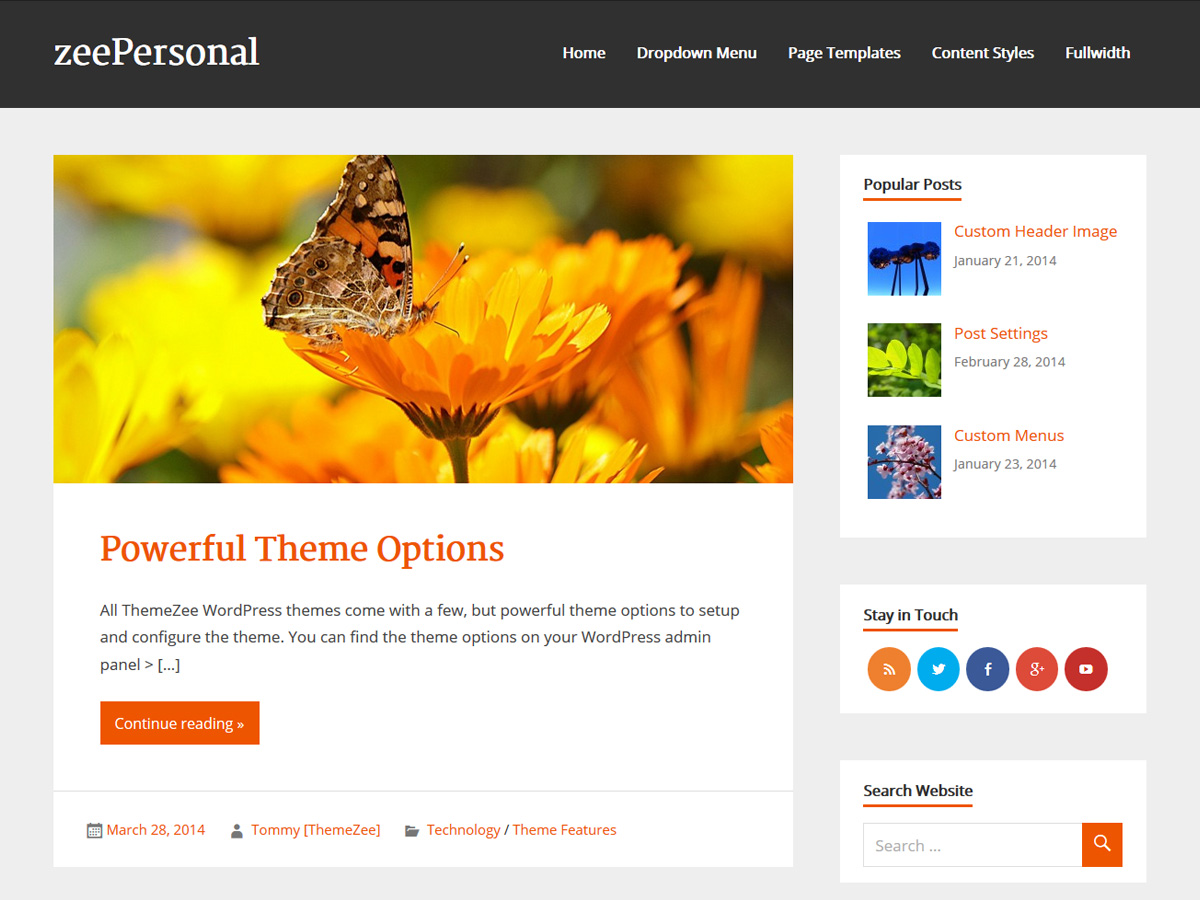 zeePersonal
Home Dropdown Menu Page Templates Content Styles Fullwidth
Powerful Theme Options
All ThemeZee WordPress themes come with a few, but powerful theme options to setup
and configure the theme. You can find the theme options on your WordPress admin
panel > [...]
Continue reading »
March 28, 2014 Tommy [ThemeZee] Technology / Theme Features
Popular Posts
Custom Header Image
January 21, 2014
Post Settings
February 28, 2014
Custom Menus
January 23, 2014
Stay in Touch
f g+
Search Website
Search ...